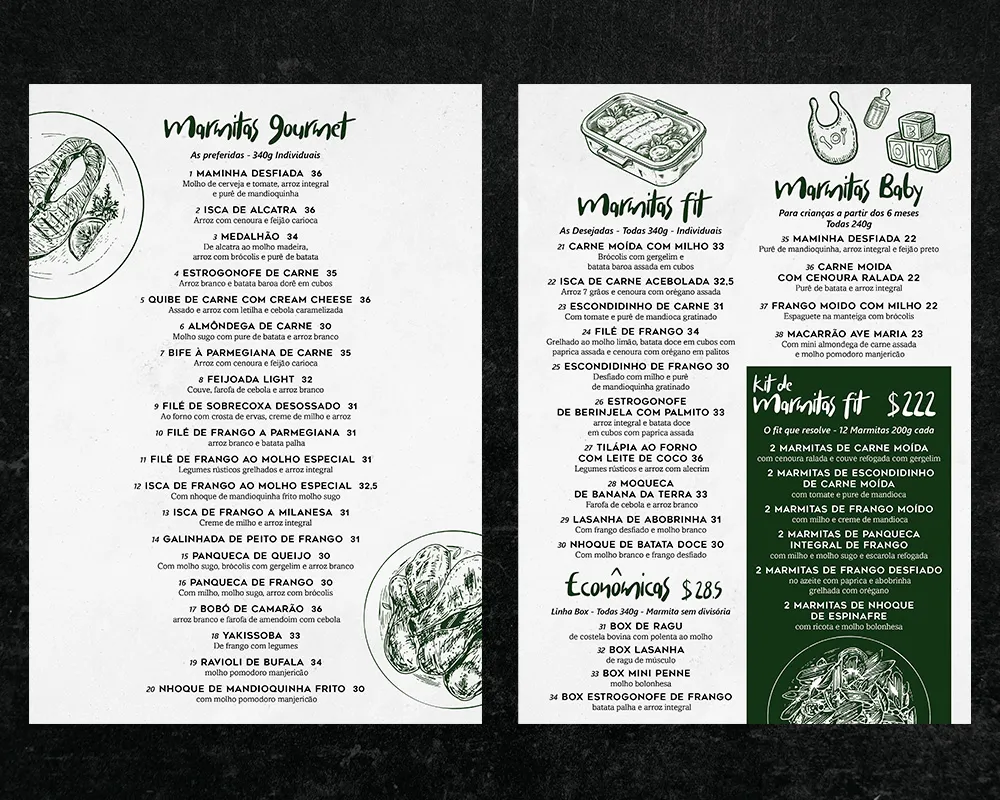 Marmitas gourmet
As preferidas - 340g Individuais
1 MAMINHA DESFIADA 36
Molho de cerveja e tomate, arroz integral
e purê de mandioquinha
2 ISCA DE ALCATRA 36
Arroz com cenoura e feijão carioca
3 MEDALHÃO 34
De alcatra ao molho madeira,
arroz com brócolis e purê de batata
4 ESTROGONOFE DE CARNE 35
Arroz branco e batata baroa dorê em cubos
5 QUIBE DE CARNE COM CREAM CHEESE 36
Assado e arroz com letilha e cebola caramelizada
6 ALMÔNDEGA DE CARNE 30
Molho sugo com pure de batata e arroz branco
7 BIFE À PARMEGIANA DE CARNE 35
Arroz com cenoura e feijão carioca
8 FEIJOADA LIGHT 32
Couve, farofa de cebola e arroz branco
9 FILÉ DE SOBRECOXA DESOSSADO 31
Ao forno com crosta de ervas, creme de milho e arroz
10 FILÉ DE FRANGO A PARMEGIANA 31
arroz branco e batata palha
11 FILÉ DE FRANGO AO MOLHO ESPECIAL 31
Legumes rústicos grelhados e arroz integral
12 ISCA DE FRANGO AO MOLHO ESPECIAL 32,5
Com nhoque de mandioquinha frito molho sugo
13 ISCA DE FRANGO A MILANESA 31
Creme de milho e arroz integral
14 GALINHADA DE PEITO DE FRANGO 31
15 PANQUECA DE QUEIJO 30
Com molho sugo, brócolis com gergelim e arroz branco
16 PANQUECA DE FRANGO 30
Com milho, molho sugo, arroz e brócolis
17 BOBÓ DE CAMARÃO 36
arroz branco e farofa de amendoim com cebola
18 YAKISSOBA 33
De frango com legumes
19 RAVIOLI DE BUFALA 34
molho pomodoro manjericão
20 NHOQUE DE MANDIOQUINHA FRITO 30
com molho pomodoro manjericão
Marmitas fit
As Desejadas - Todas 340g - Individuais
21 CARNE MOÍDA COM MILHO 33
Brócolis com gergelim e
batata baroa assada em cubos
22 ISCA DE CARNE ACEBOLADA 32,5
Arroz 7 grãos e cenoura com orégano assada
23 ESCONDIDINHO DE CARNE 31
Com tomate e purê de mandioca gratinado
24 FILÉ DE FRANGO 34
Grelhado ao molho limão, batata doce em cubos com
paprica assada e cenoura com orégano em palitos
25 ESCONDIDINHO DE FRANGO 30
Desfiado com milho e purê
de mandioquinha gratinado
26 ESTROGONOFE
DE BERINJELA COM PALMITO 33
arroz integral e batata doce
em cubos com paprica assada
27 TILÁPIA AO FORNO
COM LEITE DE COCO 36
Legumes rústicos e arroz com alecrim
28 MOQUECA
DE BANANA DA TERRA 33
Farofa de cebola e arroz branco
29 LASANHA DE ABOBRINHA 31
Com frango desfiado e molho branco
30 NHOQUE DE BATATA DOCE 30
Com molho branco e frango desfiado
Econômicas $28,5
Linha Box - Todas 340g - Marmita sem divisória
31 BOX DE RAGU
de costela bovina com polenta ao molho
32 BOX LASANHA
de ragu de músculo
33 BOX MINI PENNE
molho bolonhesa
34 BOX ESTROGONOFE DE FRANGO
batata palha e arroz integral
B
O Y
Marmitas Baby
Para crianças a partir dos 6 meses
Todas 240g
35 MAMINHA DESFIADA 22
Purê de mandioquinha, arroz integral e feijão preto
36 CARNE MOIDA
COM CENOURA RALADA 22
Purê de batata e arroz integral
37 FRANGO MOIDO COM MILHO 22
Espaguete na manteiga com brócolis
38 MACARRÃO AVE MARIA 23
Com mini almondega de carne assada
e molho pomodoro manjericão
kit de
Marmitas fit $222
O fit que resolve - 12 Marmitas 200g cada
2 MARMITAS DE CARNE MOÍDA
com cenoura ralada e couve refogada com gergelim
2 MARMITAS DE ESCONDIDINHO
DE CARNE MOÍDA
com tomate e pure de mandioca
2 MARMITAS DE FRANGO MOÍDO
com milho e creme de mandioca
2 MARMITAS DE PANQUECA
INTEGRAL DE FRANGO
com milho e molho sugo e escarola refogada
2 MARMITAS DE FRANGO DESFIADO
no azeite com paprica e abobrinha
grelhada com orègano
2 MARMITAS DE NHOQUE
DE ESPINAFRE
com ricota e molho bolonhesa